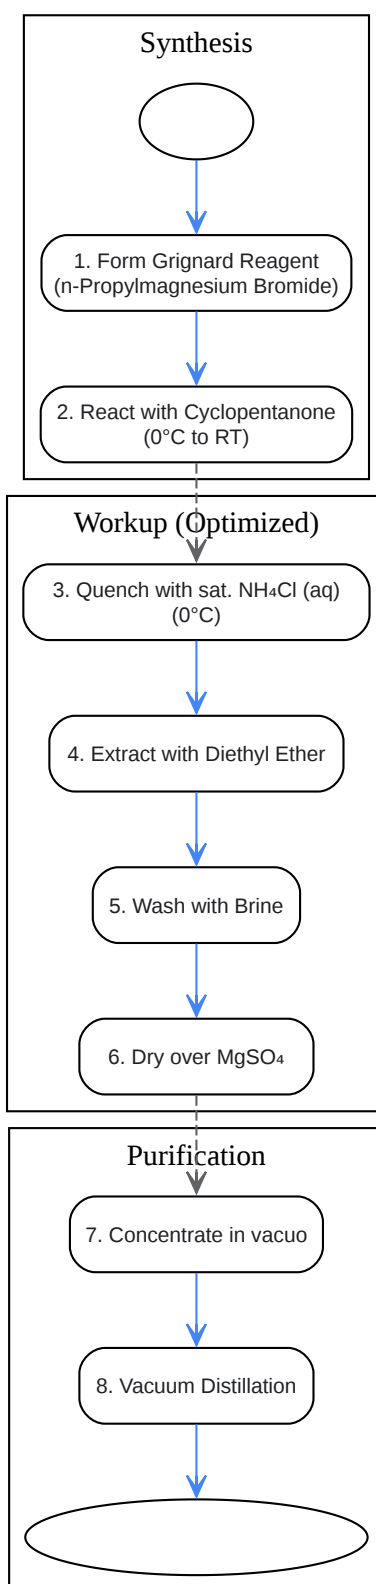 Synthesis
1. Form Grignard Reagent
(n-Propylmagnesium Bromide)
2. React with Cyclopentanone
(0°C to RT)
Workup (Optimized)
3. Quench with sat. NH₄Cl (aq)
(0°C)
4. Extract with Diethyl Ether
5. Wash with Brine
6. Dry over MgSO₄
Purification
7. Concentrate in vacuo
8. Vacuum Distillation